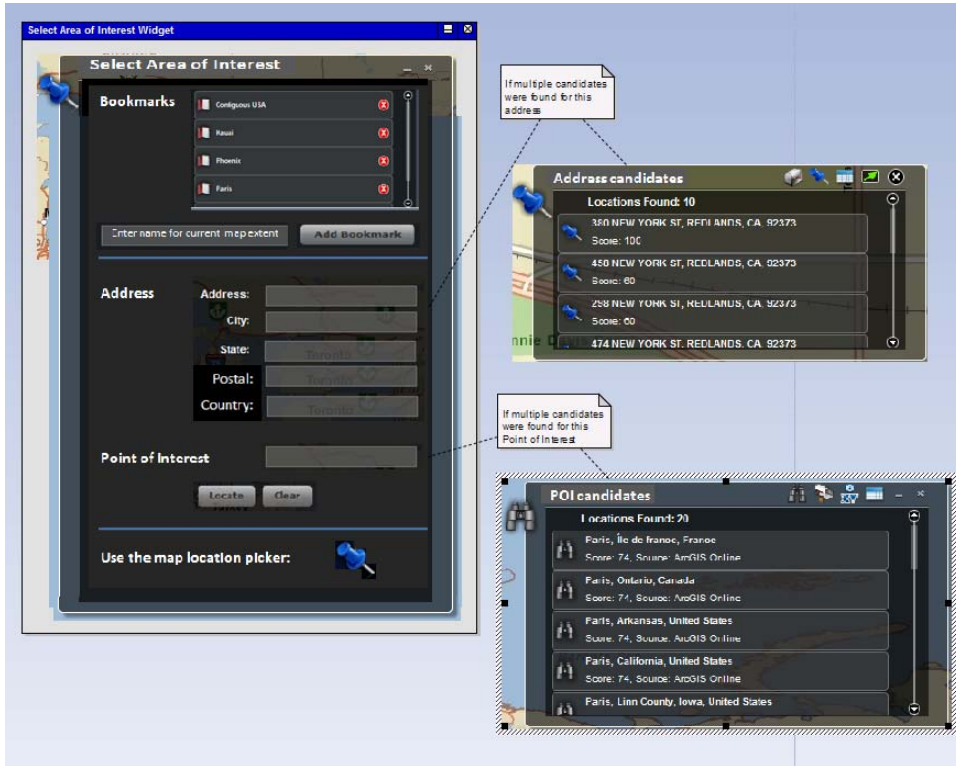 Select Area of Interest Widget
Select Area of Interest
Bookmarks
Contiguous USA
Kauai
Phoenix
Paris
Enter name for current map extent
Add Bookmark
Address
Address:
City:
State:
Toronto
Postal:
Toronto
Country:
Toronto
Point of Interest
Locate
Clear
Use the map location picker:
If multiple candidates
were found for this
address
Address candidates
Locations Found: 10
380 NEW YORK ST, REDLANDS, CA, 92373
Score: 100
450 NEW YORK ST, REDLANDS, CA, 92373
Score: 60
298 NEW YORK ST, REDLANDS, CA, 92373
Score: 60
474 NEW YORK ST, REDLANDS, CA, 92373
If multiple candidates
were found for this
Point of Interest
POI candidates
Locations Found: 20
Paris, Île de france, France
Score: 74, Source: ArcGIS Online
Paris, Ontario, Canada
Score: 74, Source: ArcGIS Online
Paris, Arkansas, United States
Score: 74, Source: ArcGIS Online
Paris, California, United States
Score: 74, Source: ArcGIS Online
Paris, Linn County, Iowa, United States